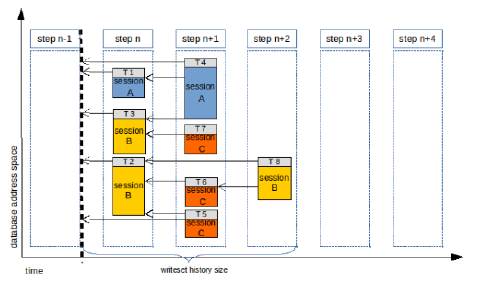 step n-1 step n step n+1 step n+2 step n+3 step n+4
T 4
T 1
session
A
session
A
T 3
session
B
T 7
session
C
T 2
session
B
T 8
session
B
T 6
session
C
T 5
session
C
database address space
time
writeset history size